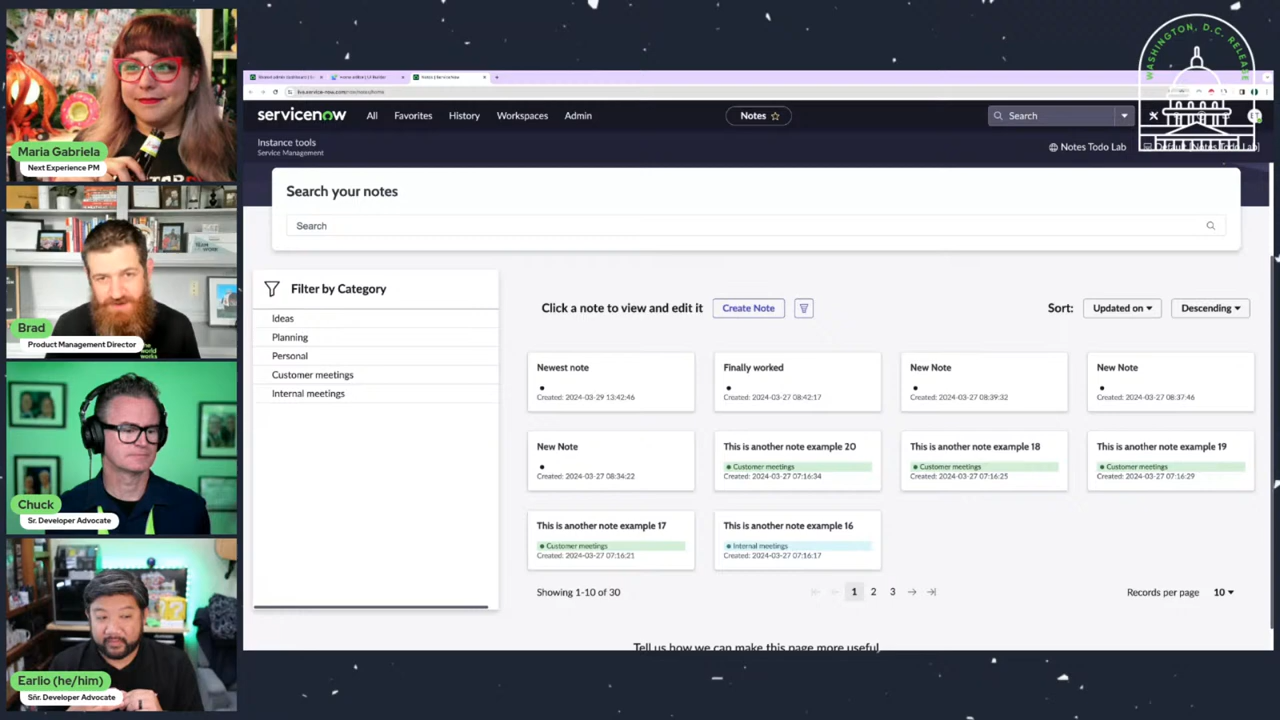 Maria Gabriela
Next Experience PM
Brad
Product Management Director
the
world
works
Chuck
Sr. Developer Advocate
Earlio (he/him)
Sñr. Developer Advocate
WASHINGTON, D.C. RELEASE
Notes | ServiceNow
servicenow
All
Favorites
History
Workspaces
Admin
Notes
Search
Instance tools
Service Management
Notes Todo Lab
Default Notes Todo Lab
Search your notes
Search
Filter by Category
Ideas
Planning
Personal
Customer meetings
Internal meetings
Click a note to view and edit it
Create Note
Sort:
Updated on
Descending
Newest note
Created: 2024-03-29 13:42:46
Finally worked
Created: 2024-03-27 08:42:17
New Note
Created: 2024-03-27 08:39:32
New Note
Created: 2024-03-27 08:37:46
New Note
Created: 2024-03-27 08:34:22
This is another note example 20
Customer meetings
Created: 2024-03-27 07:16:34
This is another note example 18
Customer meetings
Created: 2024-03-27 07:16:25
This is another note example 19
Customer meetings
Created: 2024-03-27 07:16:29
This is another note example 17
Customer meetings
Created: 2024-03-27 07:16:21
This is another note example 16
Internal meetings
Created: 2024-03-27 07:16:17
Showing 1-10 of 30
1 2 3
Records per page
10
Tell us how we can make this page more useful